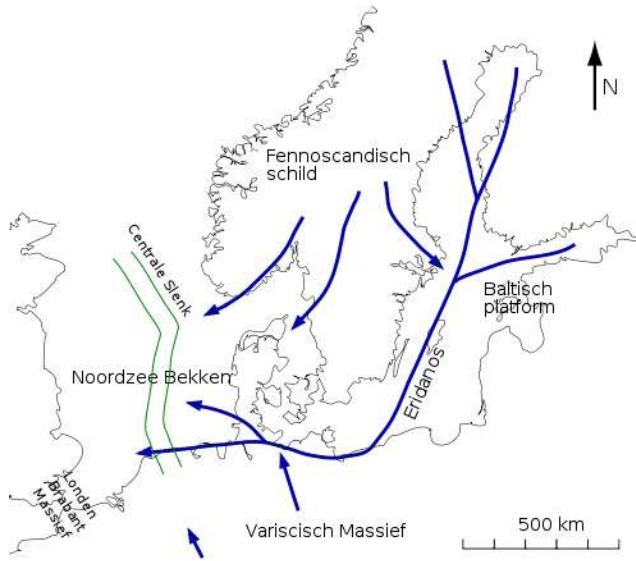 N
Fennoscandisch
schild
Centrale Slenk
Baltisch
platform
Noordzee Bekken
Eridanos
Londen
Brabant
Massief
Variscisch Massief
500 km